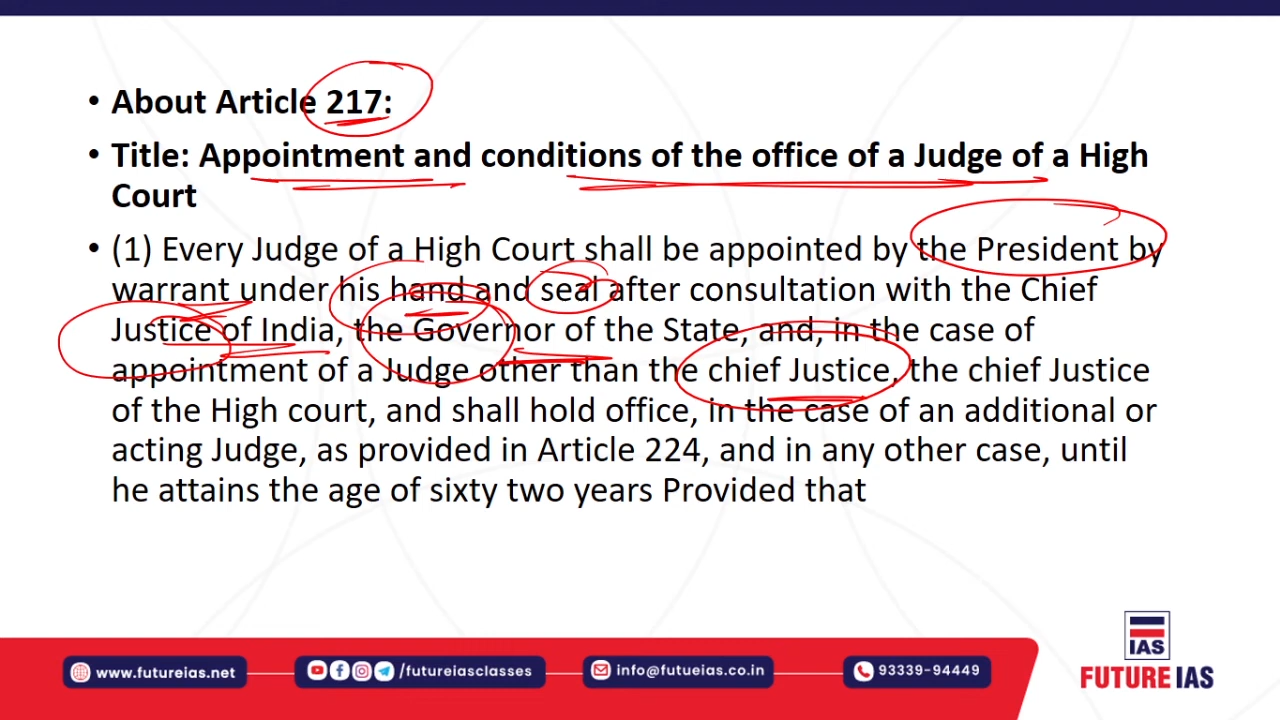 • About Article 217:
• Title: Appointment and conditions of the office of a Judge of a High
Court
• (1) Every Judge of a High Court shall be appointed by the President by
warrant under his hand and seal after consultation with the Chief
Justice of India, the Governor of the State, and, in the case of
appointment of a Judge other than the chief Justice, the chief Justice
of the High court, and shall hold office, in the case of an additional or
acting Judge, as provided in Article 224, and in any other case, until
he attains the age of sixty two years Provided that
IAS
FUTURE IAS
www.futureias.net
/futureiasclasses
info@futueias.co.in
93339-94449